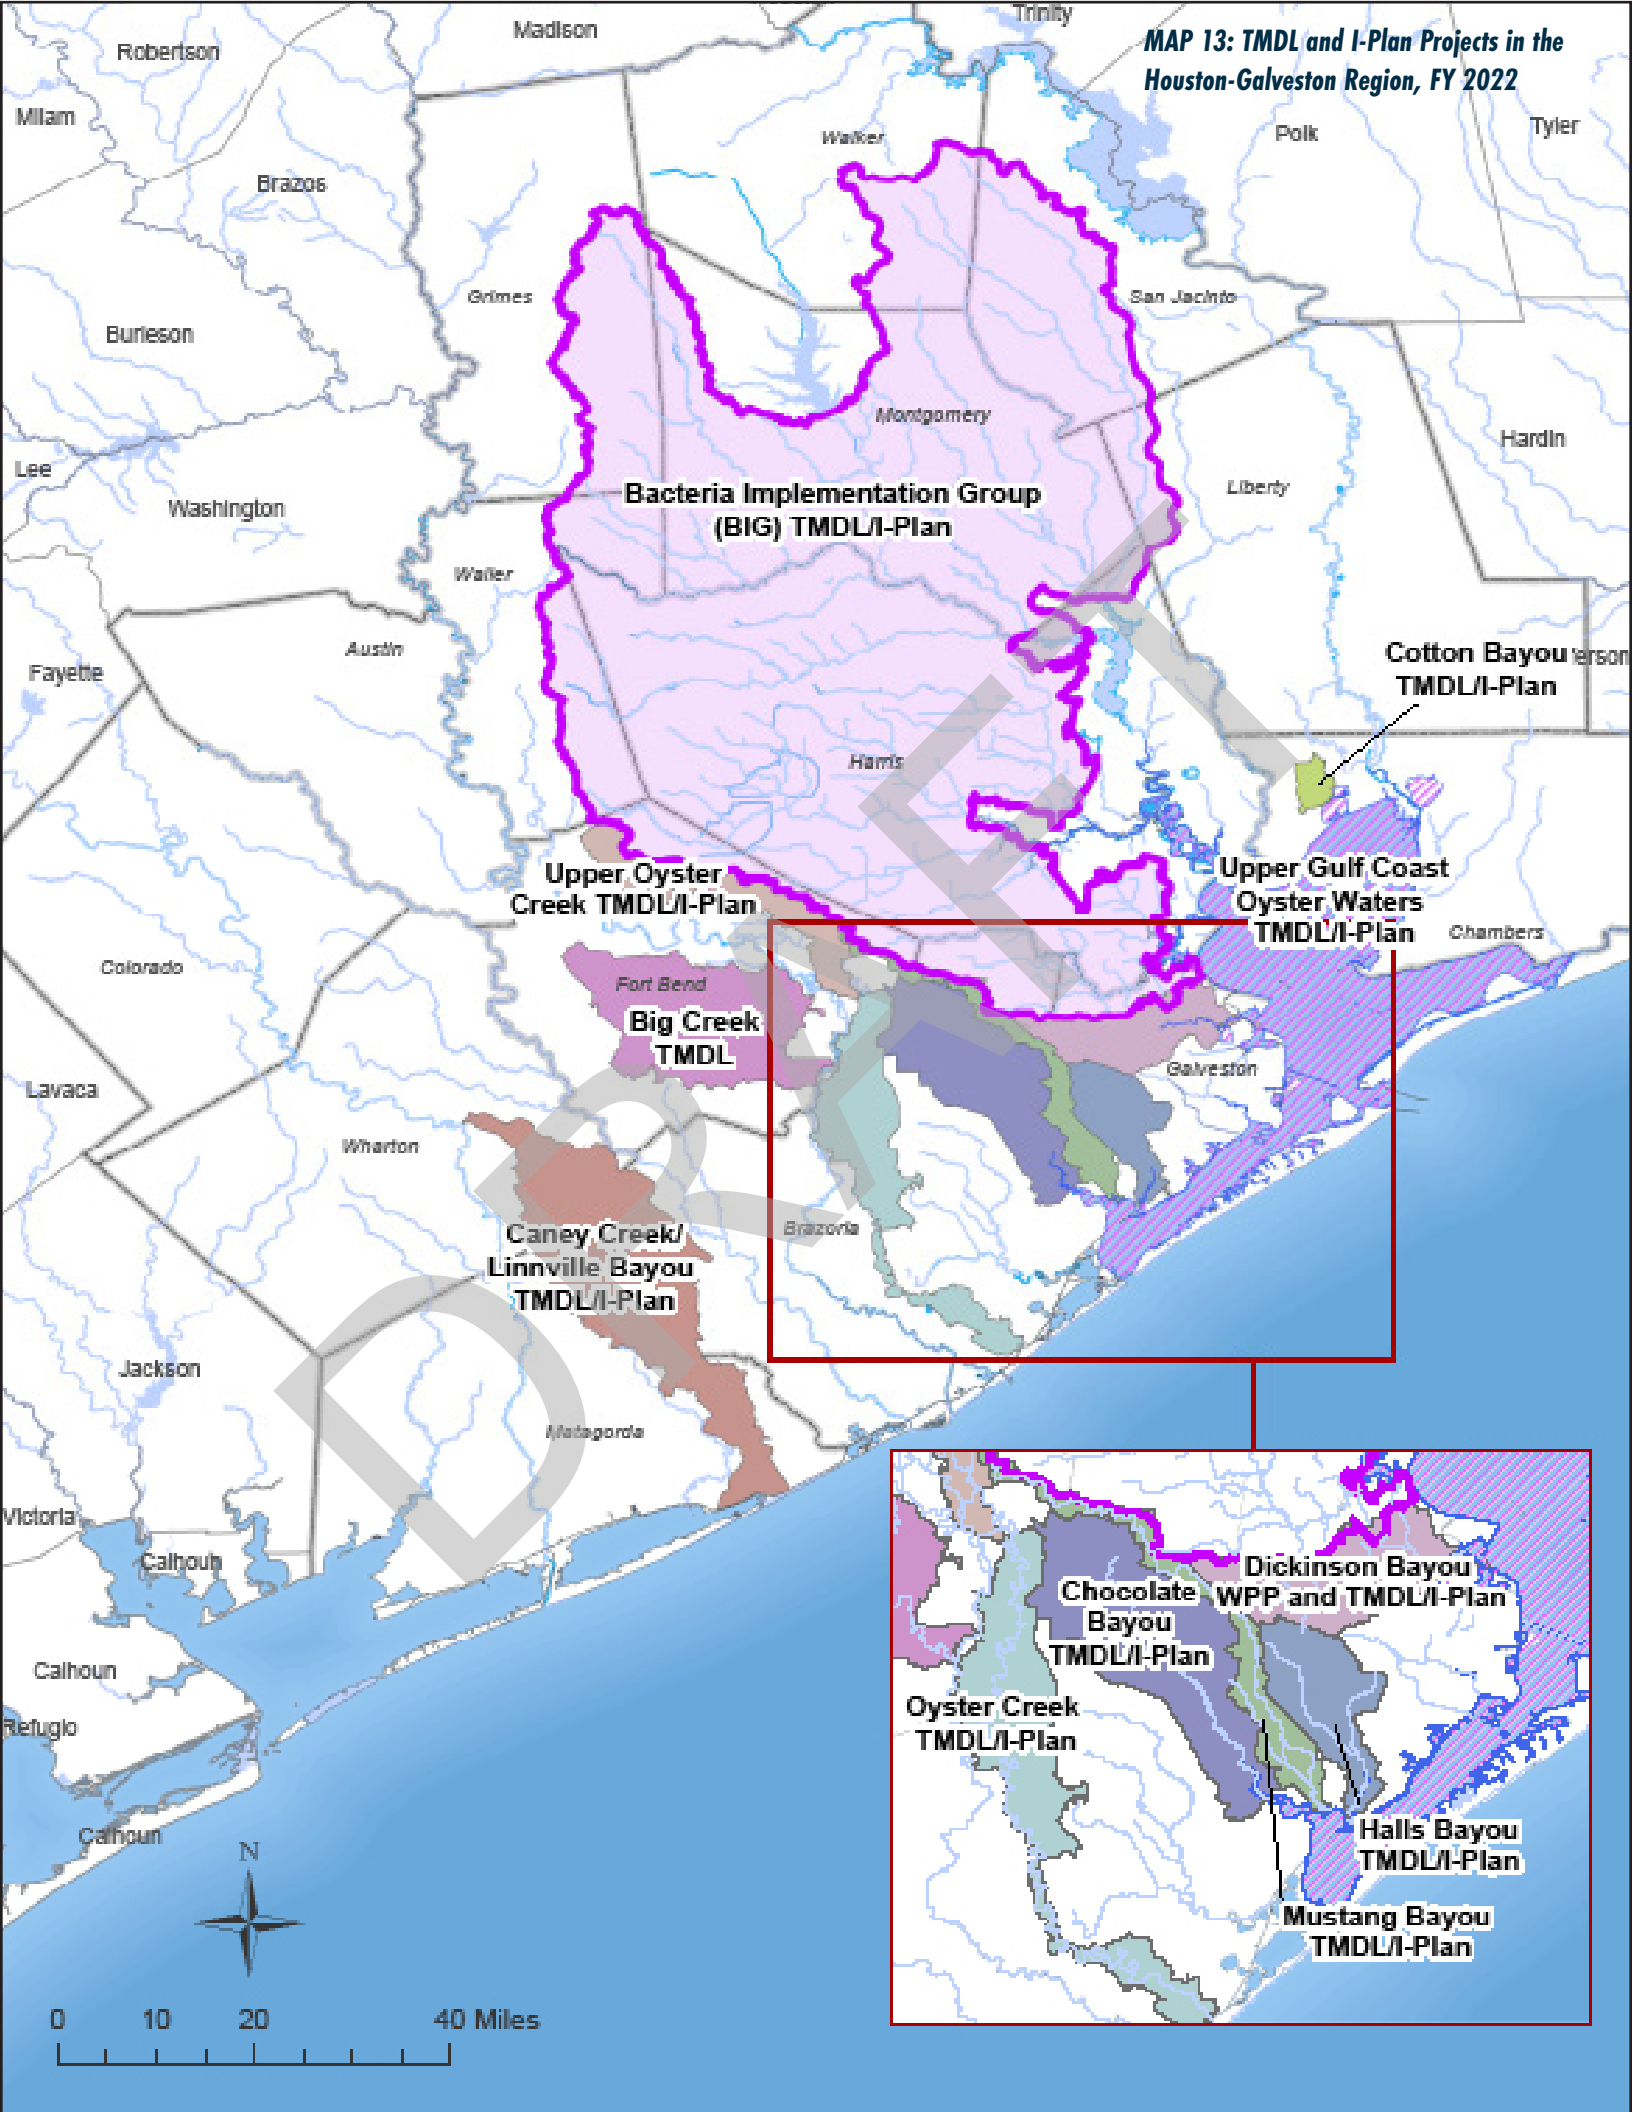 MAP 13: TMDL and I-Plan Projects in the
Houston-Galveston Region, FY 2022
Trinity
Madison
Robertson
Milam
Walker
Polk
Tyler
Brazos
Grimes
San Jacinto
Burleson
Montgomery
Hardin
Lee
Washington
Liberty
Bacteria Implementation Group
(BIG) TMDL/I-Plan
Waller
Austin
Fayette
Cotton Bayou
TMDL/I-Plan
erson
Harris
Upper Oyster
Creek TMDL/I-Plan
Upper Gulf Coast
Oyster Waters
TMDL/I-Plan
Chambers
Colorado
Fort Bend
Big Creek
TMDL
Galveston
Lavaca
Wharton
Brazoria
Caney Creek/
Linnville Bayou
TMDL/I-Plan
Jackson
Matagorda
Victoria
Calhoun
Calhoun
Refugio
Calhoun
DRAFT
Dickinson Bayou
WPP and TMDL/I-Plan
Chocolate
Bayou
TMDL/I-Plan
Oyster Creek
TMDL/I-Plan
Halls Bayou
TMDL/I-Plan
Mustang Bayou
TMDL/I-Plan
N
0 10 20 40 Miles